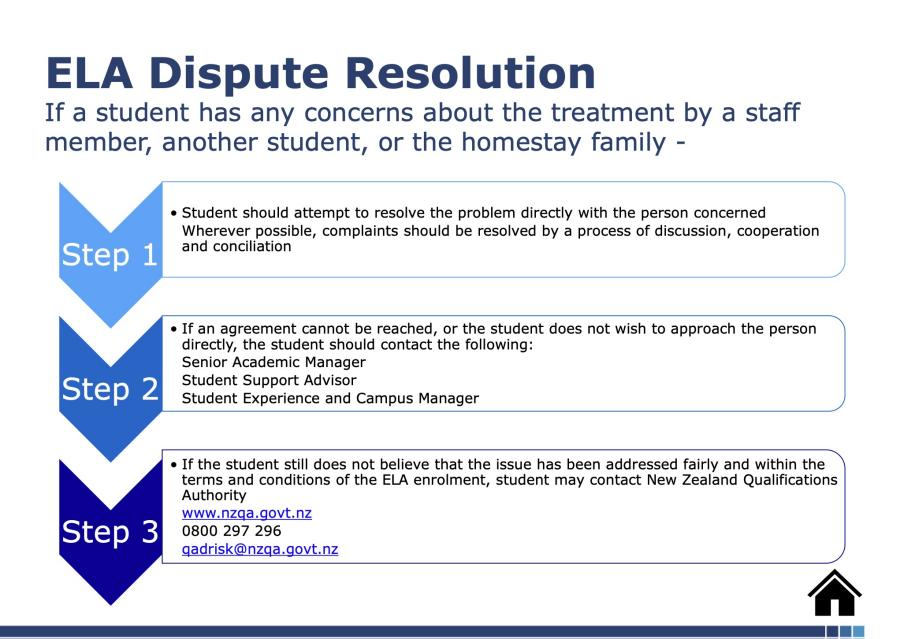 ELA Dispute Resolution
If a student has any concerns about the treatment by a staff
member, another student, or the homestay family -
Step 1
• Student should attempt to resolve the problem directly with the person concerned
Wherever possible, complaints should be resolved by a process of discussion, cooperation
and conciliation
Step 2
• If an agreement cannot be reached, or the student does not wish to approach the person
directly, the student should contact the following:
Senior Academic Manager
Student Support Advisor
Student Experience and Campus Manager
Step 3
• If the student still does not believe that the issue has been addressed fairly and within the
terms and conditions of the ELA enrolment, student may contact New Zealand Qualifications
Authority
www.nzqa.govt.nz
0800 297 296
qadrisk@nzqa.govt.nz